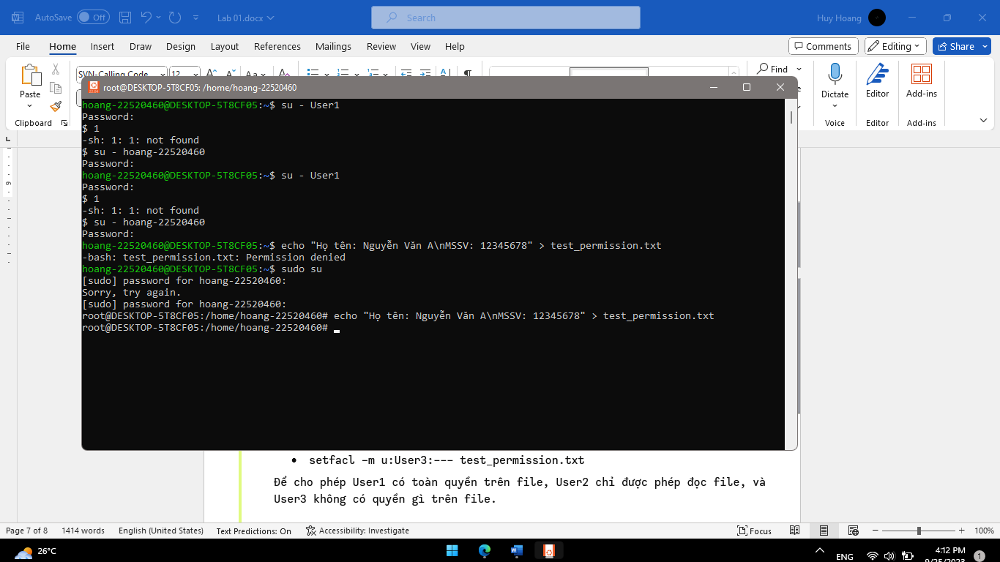 AutoSave Off Lab 01.docx Search Huy Hoang
File Home Insert Draw Design Layout References Mailings Review View Help Comments Editing Share
SVN-Calling Code 12 Find
Paste Dictate Editor Add-ins
Clipboard Voice Editor Add-ins
root@DESKTOP-5T8CF05: /home/hoang-22520460
hoang-22520460@DESKTOP-5T8CF05:~$ su - User1
Password:
$ 1
-sh: 1: 1: not found
$ su - hoang-22520460
Password:
hoang-22520460@DESKTOP-5T8CF05:~$ su - User1
Password:
$ 1
-sh: 1: 1: not found
$ su - hoang-22520460
Password:
hoang-22520460@DESKTOP-5T8CF05:~$ echo "Họ tên: Nguyễn Văn A\nMSSV: 12345678" > test_permission.txt
-bash: test_permission.txt: Permission denied
hoang-22520460@DESKTOP-5T8CF05:~$ sudo su
[sudo] password for hoang-22520460:
Sorry, try again.
[sudo] password for hoang-22520460:
root@DESKTOP-5T8CF05:/home/hoang-22520460# echo "Họ tên: Nguyễn Văn A\nMSSV: 12345678" > test_permission.txt
root@DESKTOP-5T8CF05:/home/hoang-22520460#
• setfacl -m u:User3:--- test_permission.txt
Để cho phép User1 có toàn quyền trên file, User2 chỉ được phép đọc file, và
User3 không có quyền gì trên file.
Page 7 of 8 1414 words English (United States) Text Predictions: On Accessibility: Investigate Focus 100%
26°C 4:12 PM
ENG 9/25/2023 1